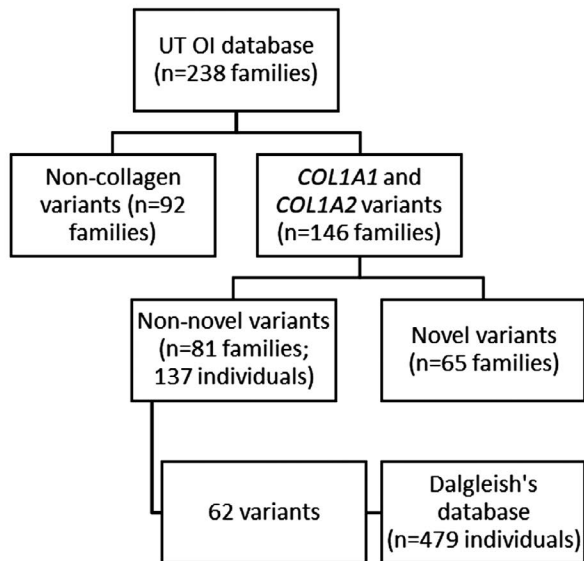 UT OI database
(n=238 families)
Non-collagen
variants (n=92
families)
COL1A1 and
COL1A2 variants
(n=146 families)
Non-novel variants
(n=81 families;
137 individuals)
Novel variants
(n=65 families)
62 variants
Dalgleish's
database
(n=479 individuals)